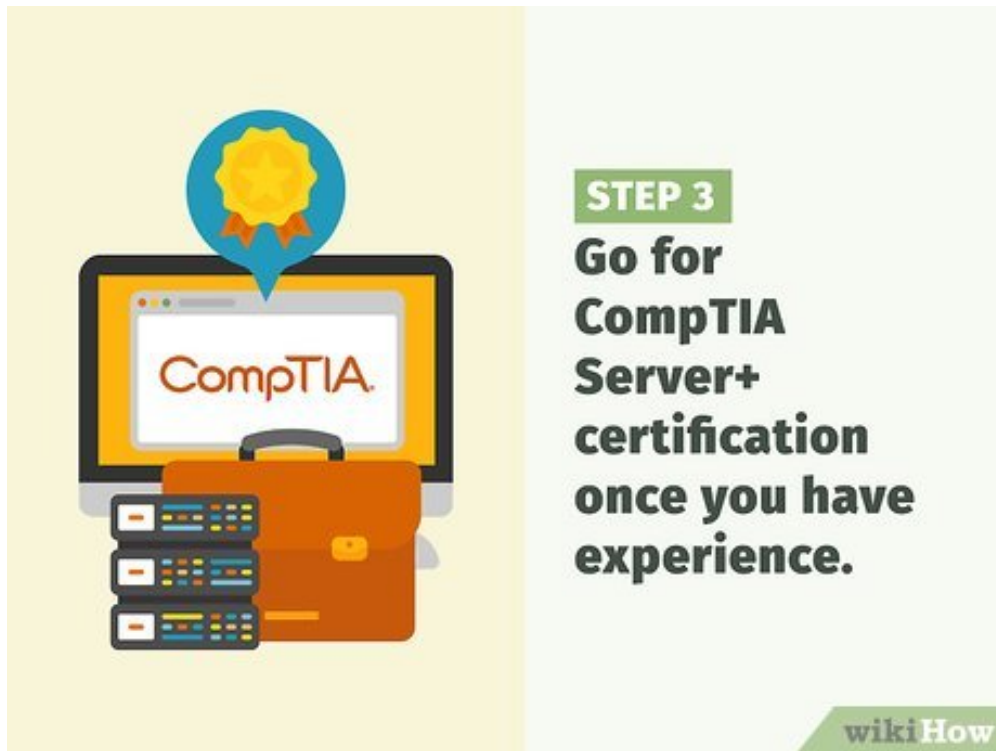 CompTIA.
STEP 3
Go for
CompTIA
Server+
certification
once you have
experience.
wikiHow